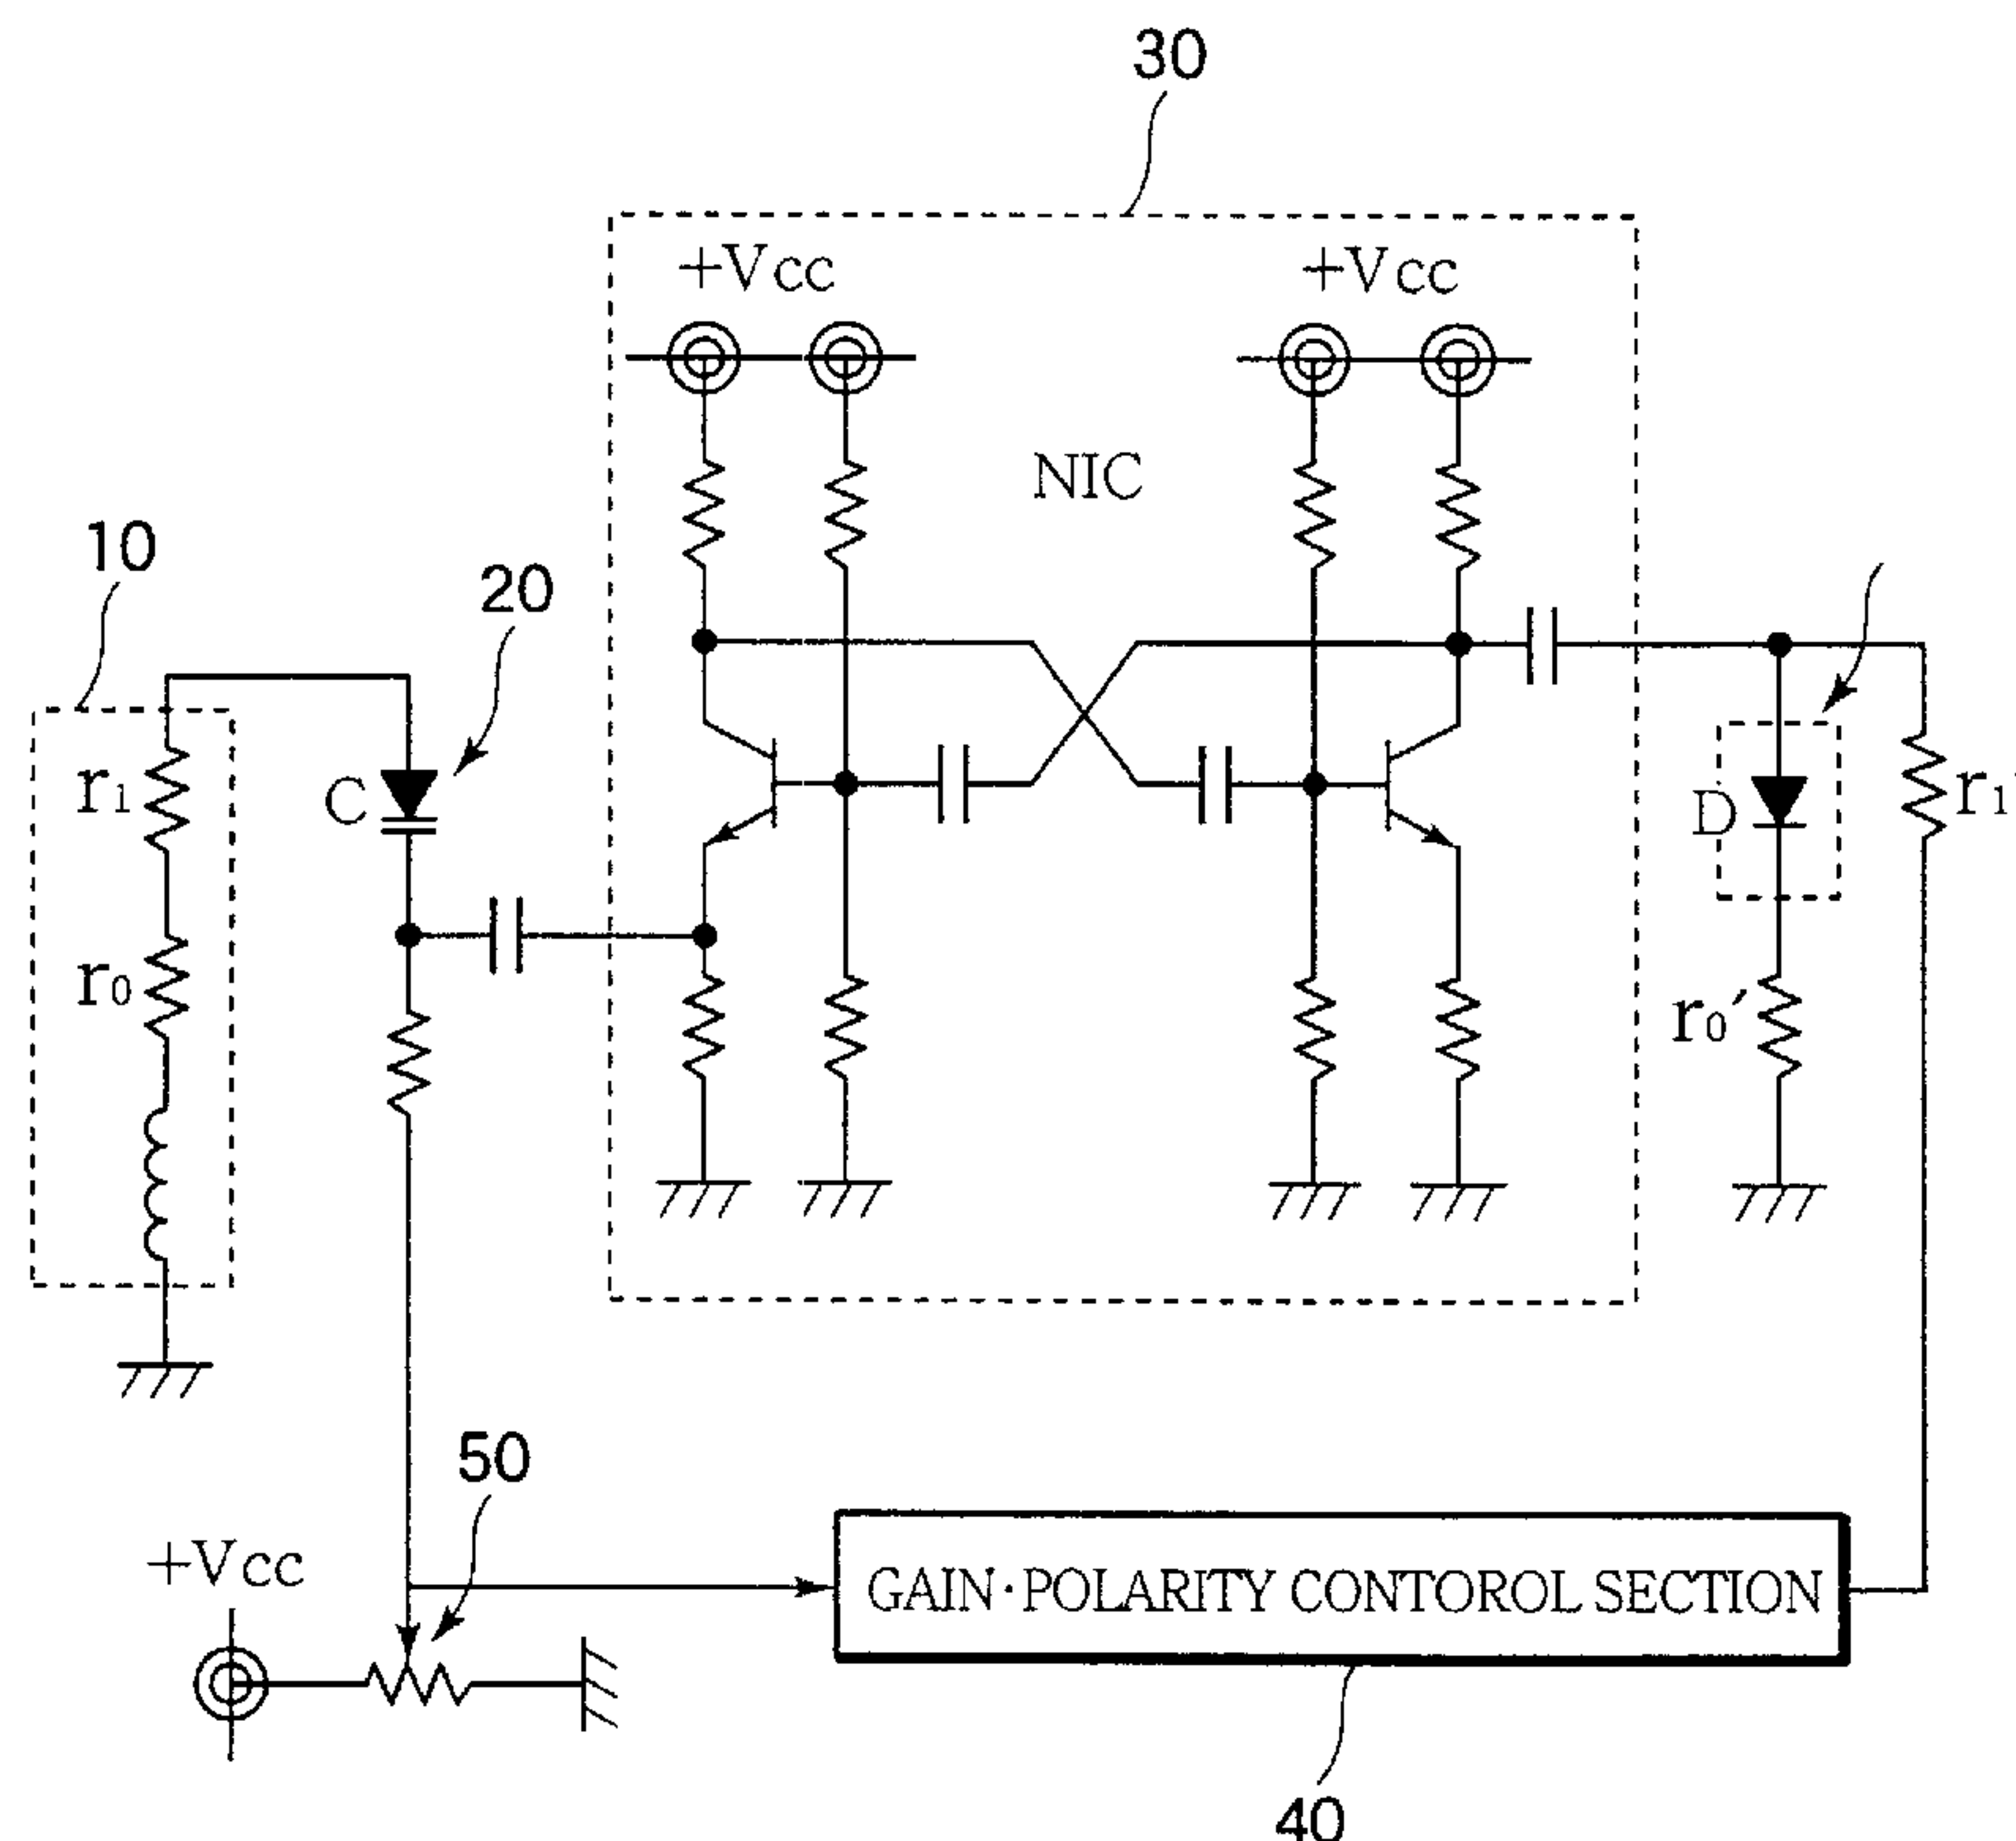 30
+Vcc
+Vcc
NIC
10
20
r1
C
D
r1'
r0
r0'
50
+Vcc
GAIN·POLARITY CONTOROL SECTION
40